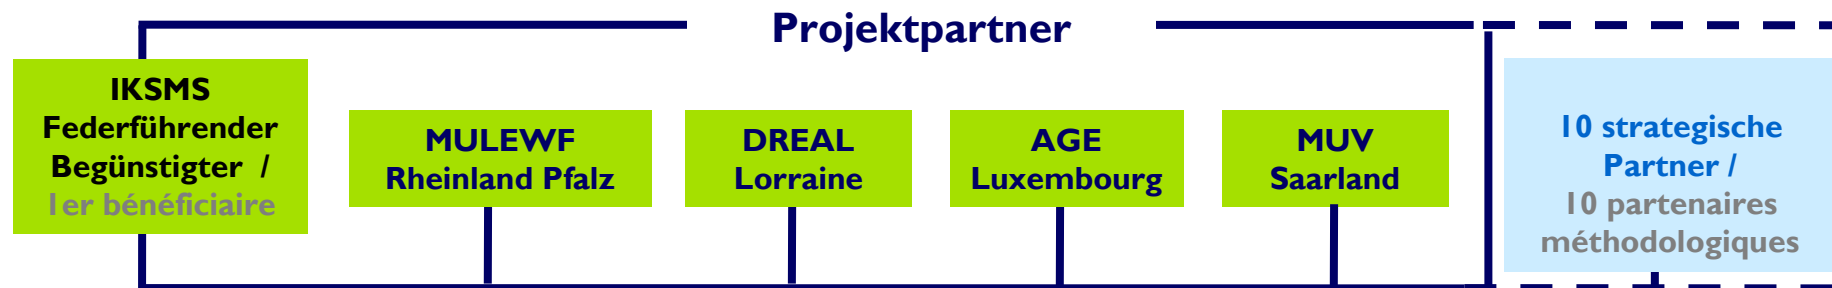 Projektpartner
IKSMS
Federführender
Begünstigter /
1er bénéficiaire
MULEWF
Rheinland Pfalz
DREAL
Lorraine
AGE
Luxembourg
MUV
Saarland
10 strategische
Partner /
10 partenaires
méthodologiques